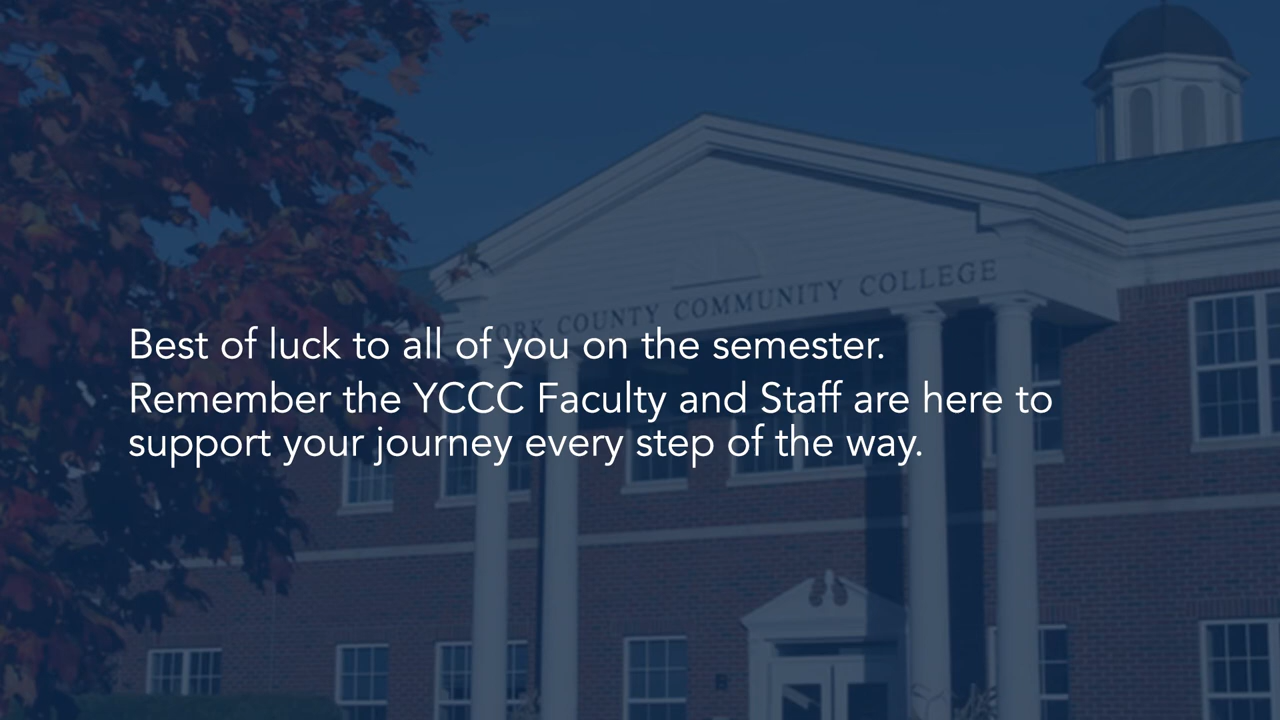 ORK COUNTY COMMUNITY COLLEGE
Best of luck to all of you on the semester.
Remember the YCCC Faculty and Staff are here to
support your journey every step of the way.